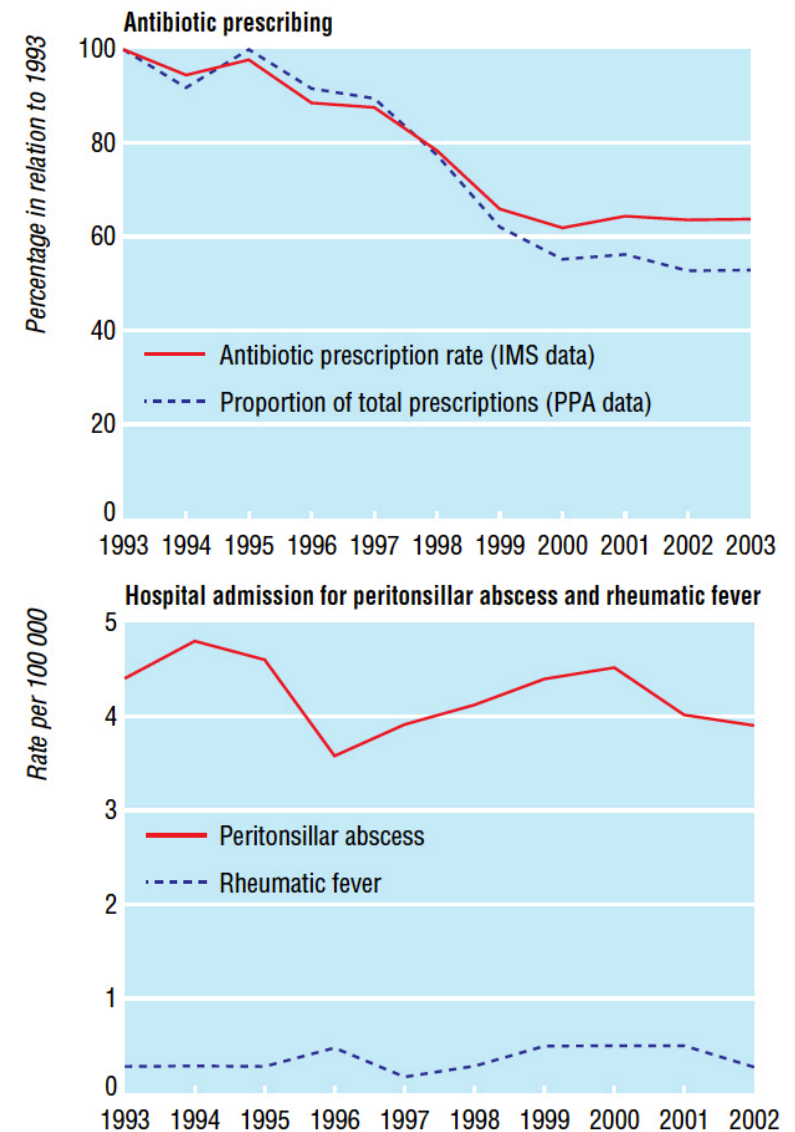 Antibiotic prescribing
Percentage in relation to 1993
100
80
60
40
20
0
Antibiotic prescription rate (IMS data)
Proportion of total prescriptions (PPA data)
1993 1994 1995 1996 1997 1998 1999 2000 2001 2002 2003
Hospital admission for peritonsillar abscess and rheumatic fever
Rate per 100 000
5
4
3
2
1
0
Peritonsillar abscess
Rheumatic fever
1993 1994 1995 1996 1997 1998 1999 2000 2001 2002